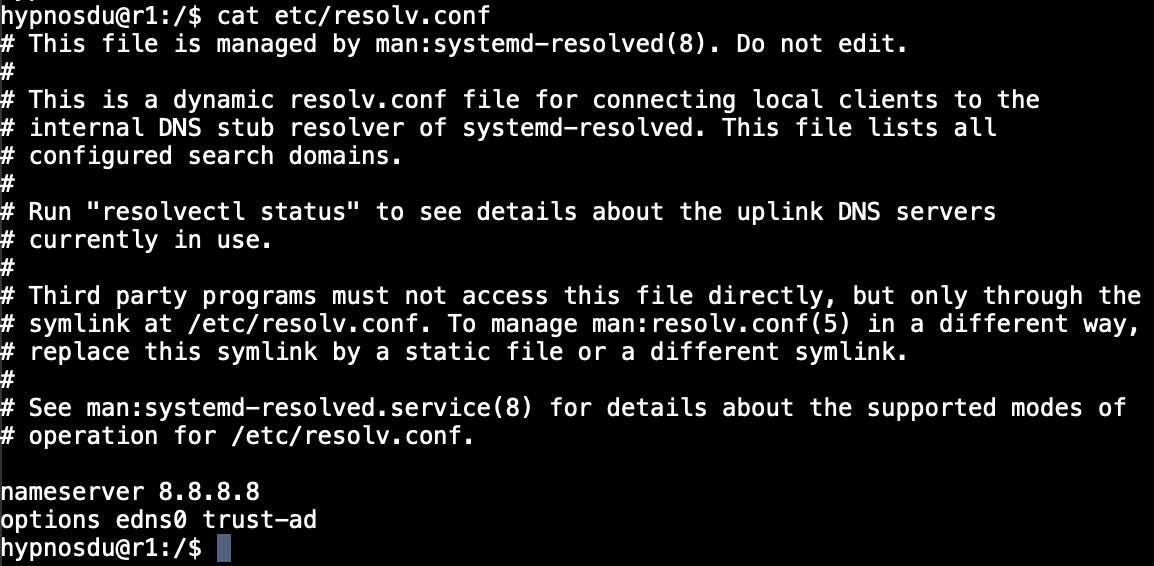 hypnosdu@r1:/$ cat etc/resolv.conf
# This file is managed by man:systemd-resolved(8). Do not edit.
#
# This is a dynamic resolv.conf file for connecting local clients to the
# internal DNS stub resolver of systemd-resolved. This file lists all
# configured search domains.
#
# Run "resolvectl status" to see details about the uplink DNS servers
# currently in use.
#
# Third party programs must not access this file directly, but only through the
# symlink at /etc/resolv.conf. To manage man:resolv.conf(5) in a different way,
# replace this symlink by a static file or a different symlink.
#
# See man:systemd-resolved.service(8) for details about the supported modes of
# operation for /etc/resolv.conf.

nameserver 8.8.8.8
options edns0 trust-ad
hypnosdu@r1:/$